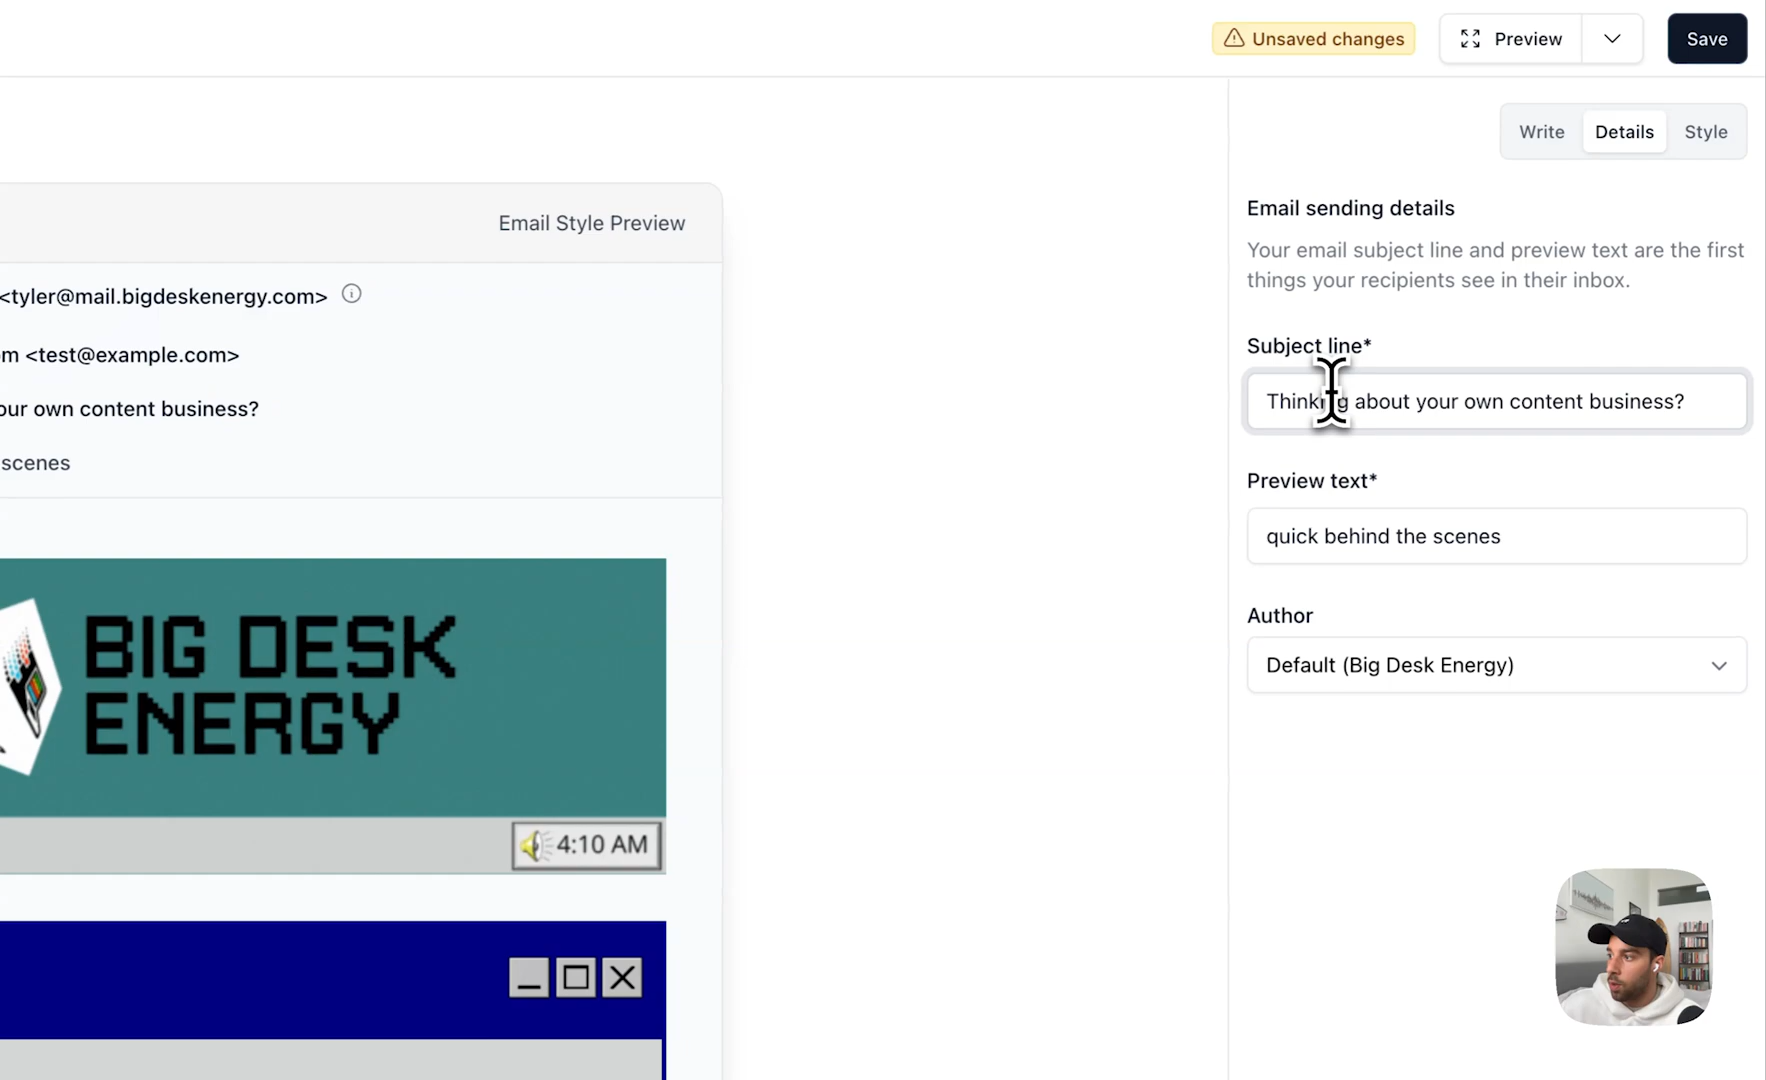 Unsaved changes
Preview
Save
Write
Details
Style
Email Style Preview
<tyler@mail.bigdeskenergy.com>
m <test@example.com>
our own content business?
scenes
BIG DESK
ENERGY
4:10 AM
Email sending details
Your email subject line and preview text are the first
things your recipients see in their inbox.
Subject line*
Thinking about your own content business?
Preview text*
quick behind the scenes
Author
Default (Big Desk Energy)